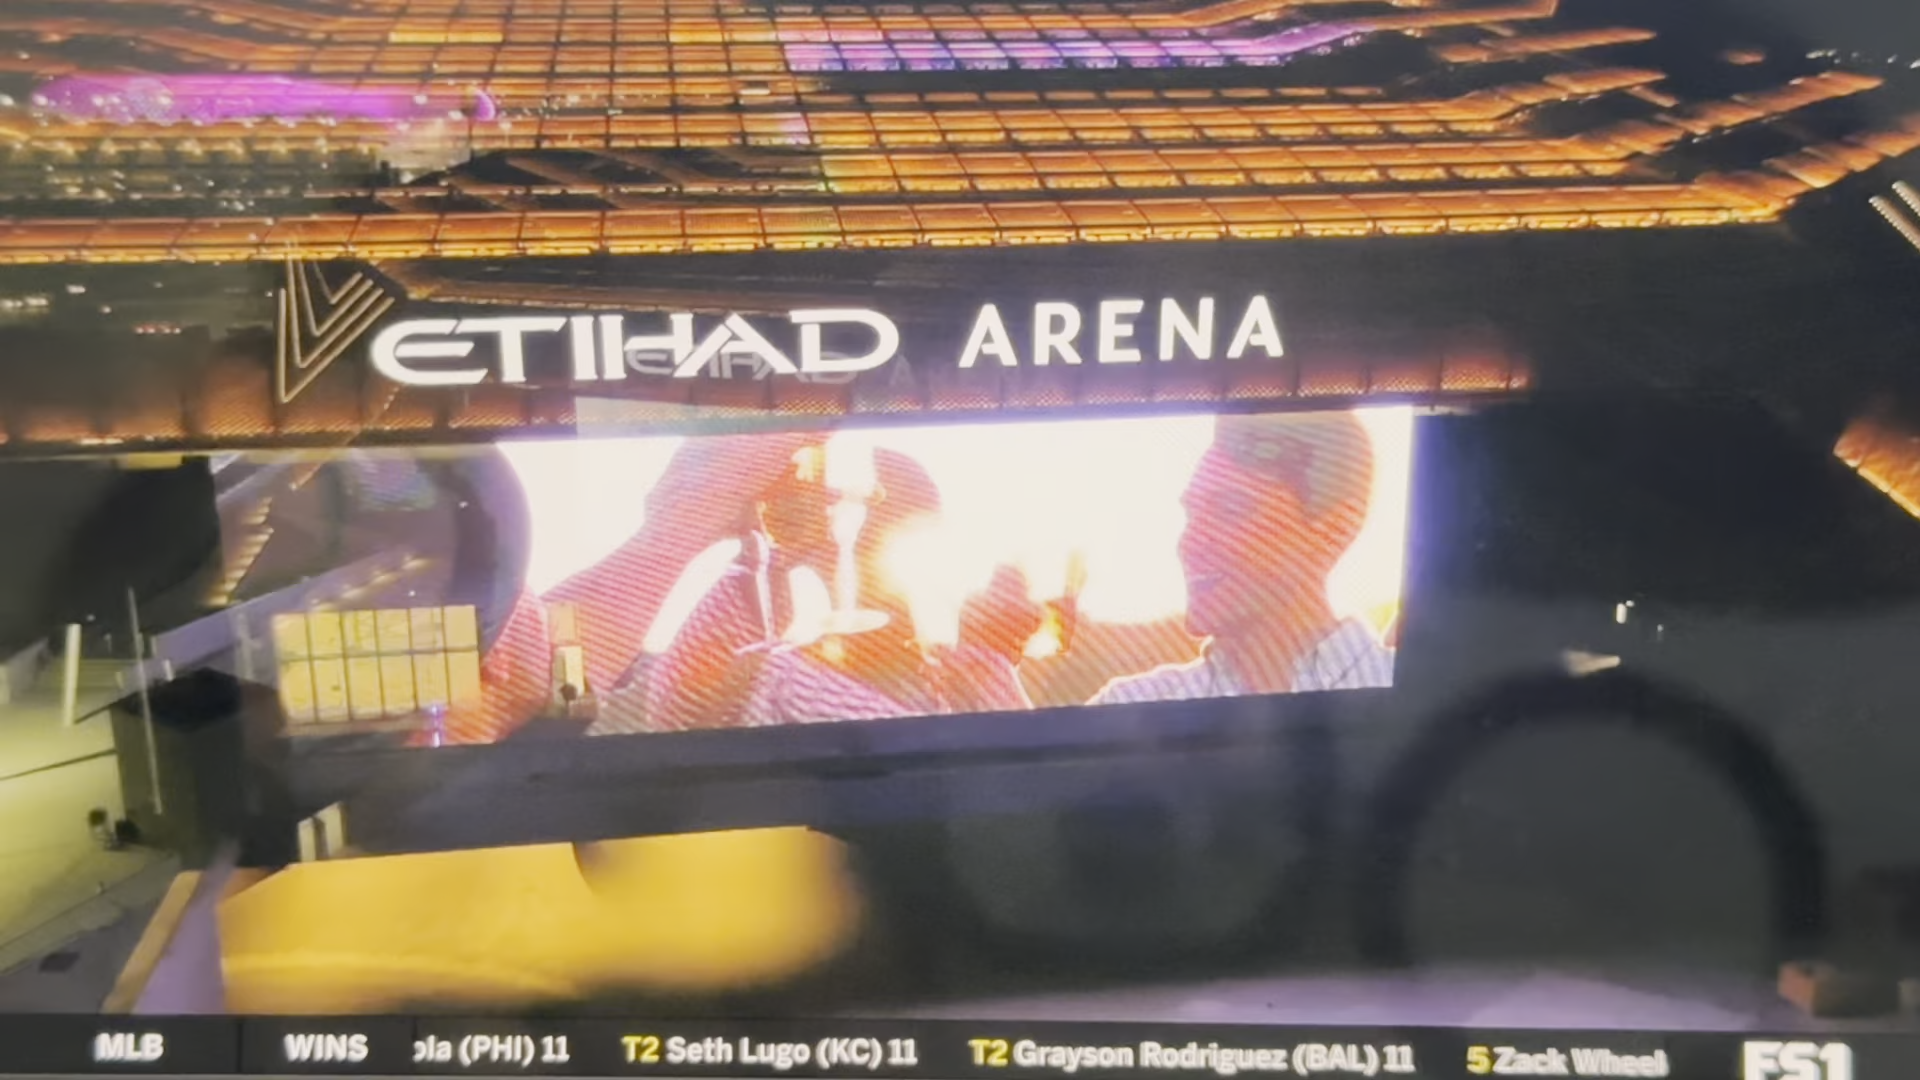 ETIHAD ARENA
MLB WINS ola (PHI) 11 T2 Seth Lugo (KC) 11 T2 Grayson Rodriguez (BAL) 11 5 Zack Wheel FS1